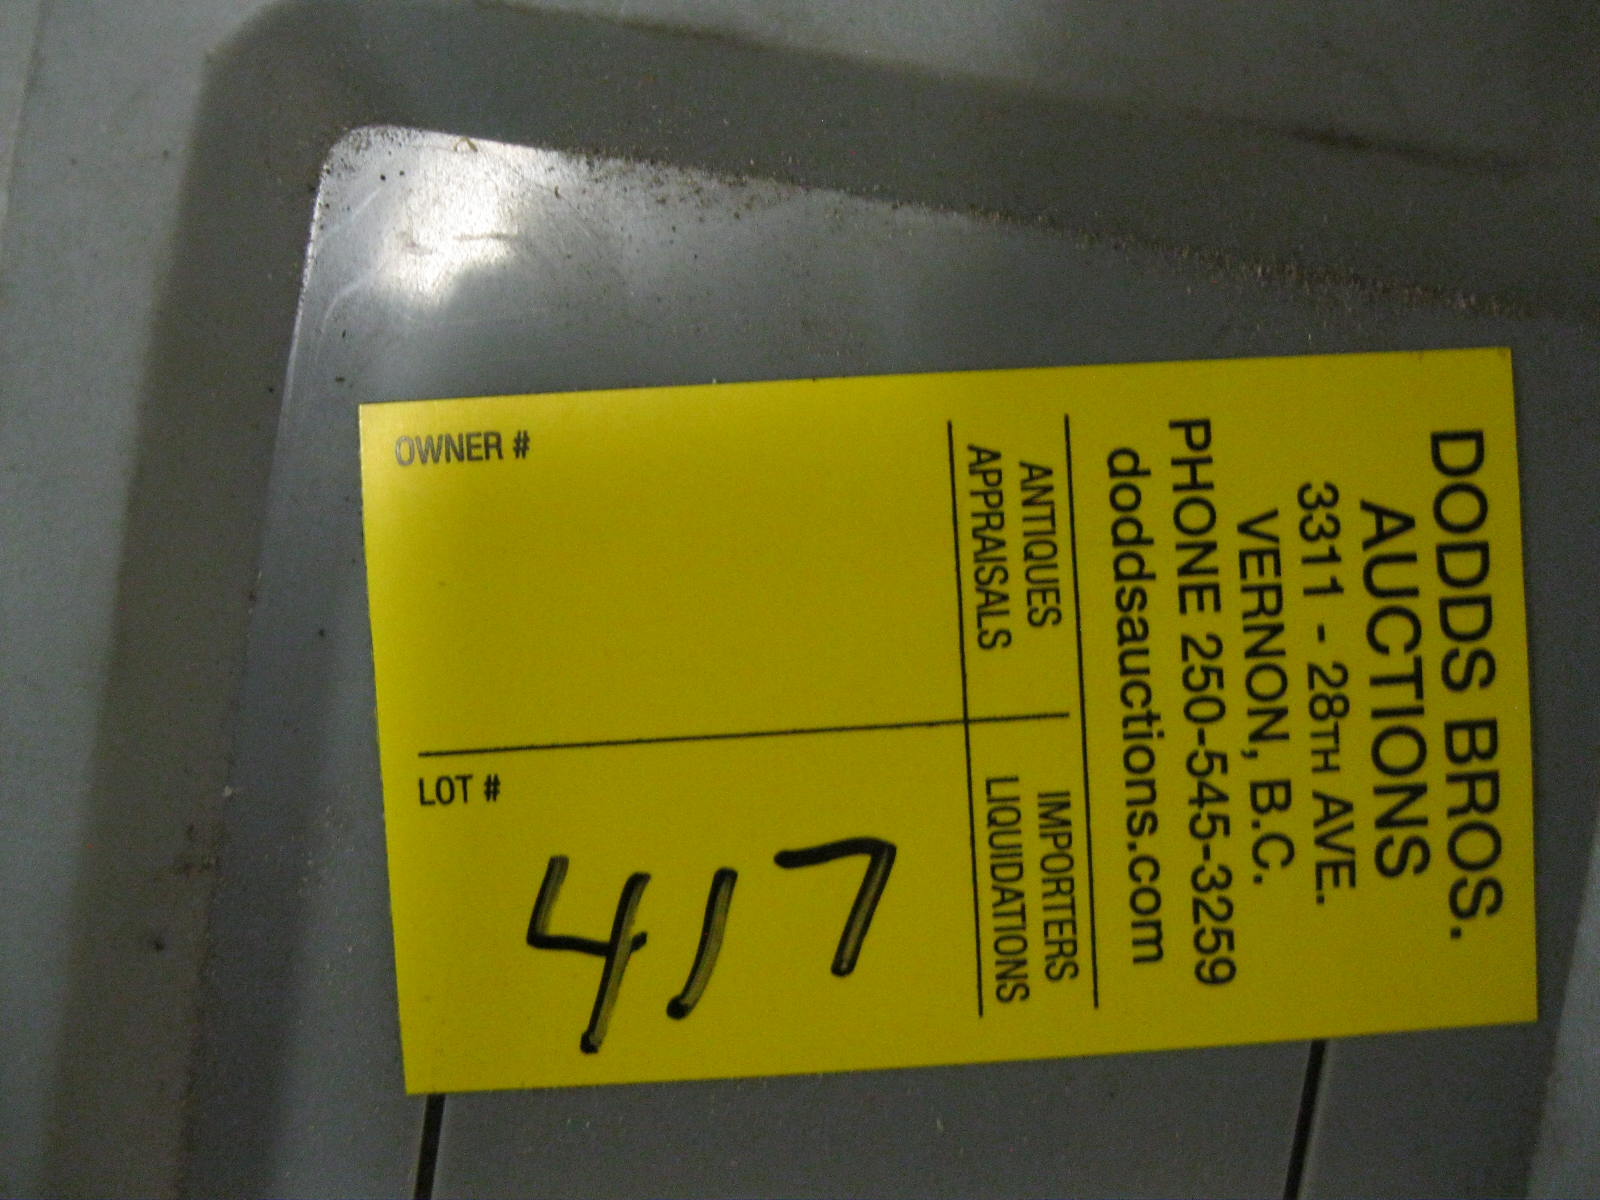 DODDS BROS.
AUCTIONS
3311 - 28TH AVE.
VERNON, B.C.
PHONE 250-545-3259
doddsauctions.com
ANTIQUES
APPRAISALS
IMPORTERS
LIQUIDATIONS
OWNER #
LOT #
417